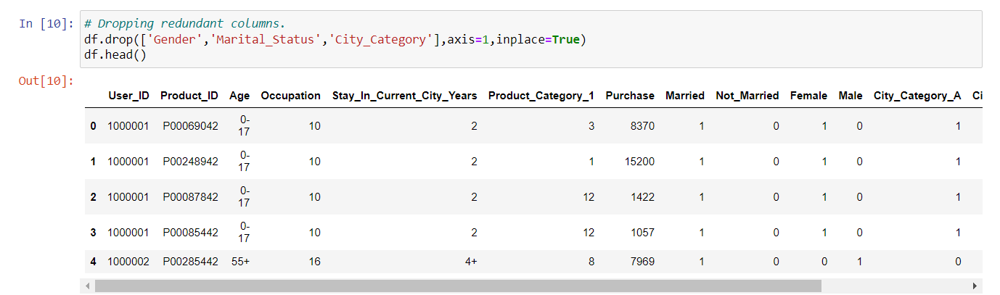 In [10]: # Dropping redundant columns.
df.drop(['Gender','Marital_Status','City_Category'],axis=1,inplace=True)
df.head()
Out[10]:
User_ID Product_ID Age Occupation Stay_In_Current_City_Years Product_Category_1 Purchase Married Not_Married Female Male City_Category_A Ci
0 1000001 P00069042 0-17 10 2 3 8370 1 0 1 0 1
1 1000001 P00248942 0-17 10 2 1 15200 1 0 1 0 1
2 1000001 P00087842 0-17 10 2 12 1422 1 0 1 0 1
3 1000001 P00085442 0-17 10 2 12 1057 1 0 1 0 1
4 1000002 P00285442 55+ 16 4+ 8 7969 1 0 0 1 0